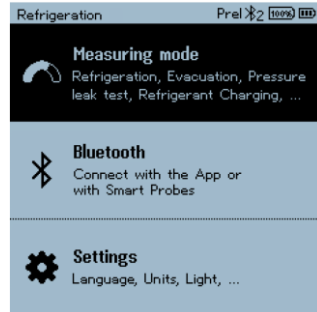 Refrigeration Prel 2 100%
Measuring mode
Refrigeration, Evacuation, Pressure
leak test, Refrigerant Charging, ...
Bluetooth
Connect with the App or
with Smart Probes
Settings
Language, Units, Light, ...